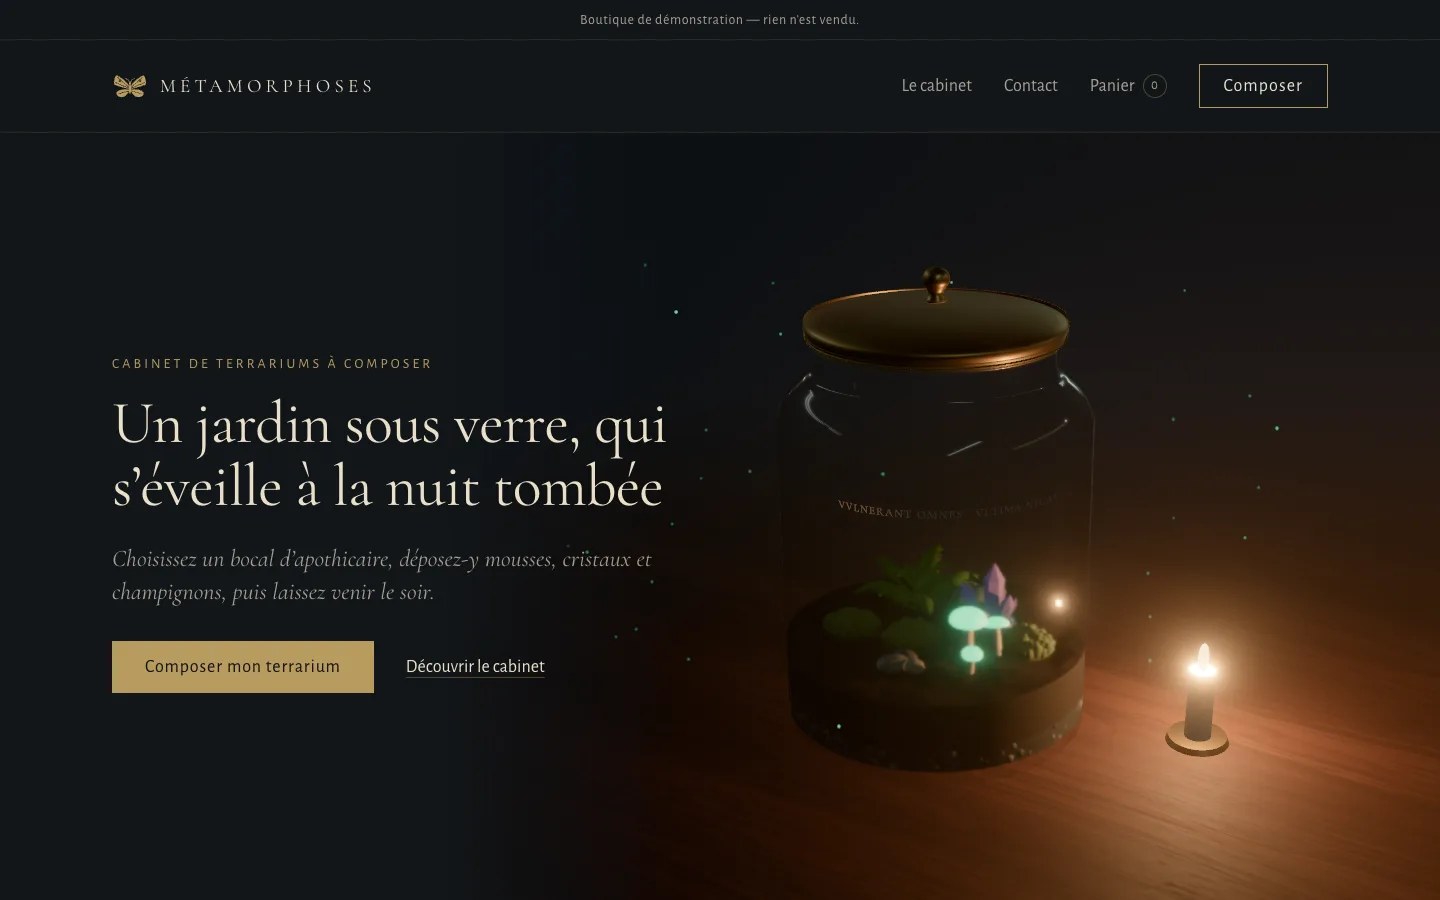 Boutique de démonstration — rien n'est vendu.
MÉTAMORPHOSES
Le cabinet
Contact
Panier 0
Composer
CABINET DE TERRARIUMS À COMPOSER
Un jardin sous verre, qui
s’éveille à la nuit tombée
Choisissez un bocal d’apothicaire, déposez-y mousses, cristaux et
champignons, puis laissez venir le soir.
Composer mon terrarium
Découvrir le cabinet
VVLNERANT OMNES VLTIMA NECAT